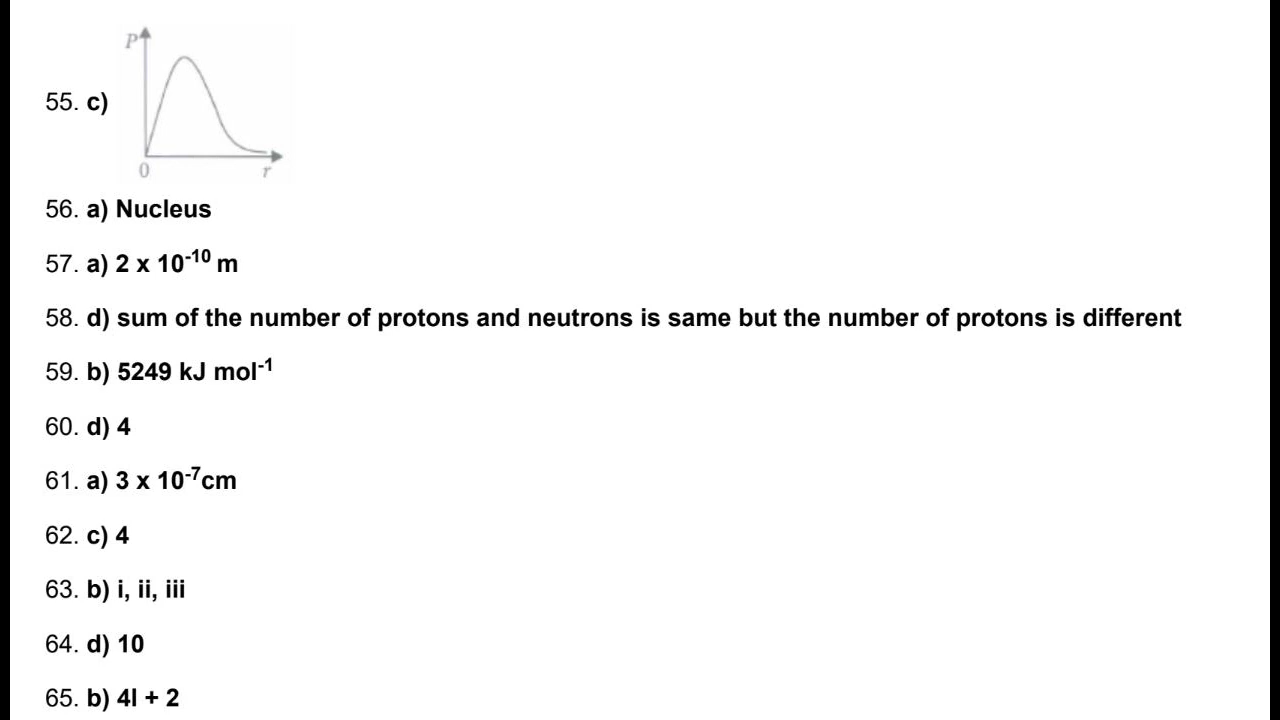 P
55. c)
0 r
56. a) Nucleus
57. a) 2 x 10⁻¹⁰ m
58. d) sum of the number of protons and neutrons is same but the number of protons is different
59. b) 5249 kJ mol⁻¹
60. d) 4
61. a) 3 x 10⁻⁷cm
62. c) 4
63. b) i, ii, iii
64. d) 10
65. b) 4l + 2